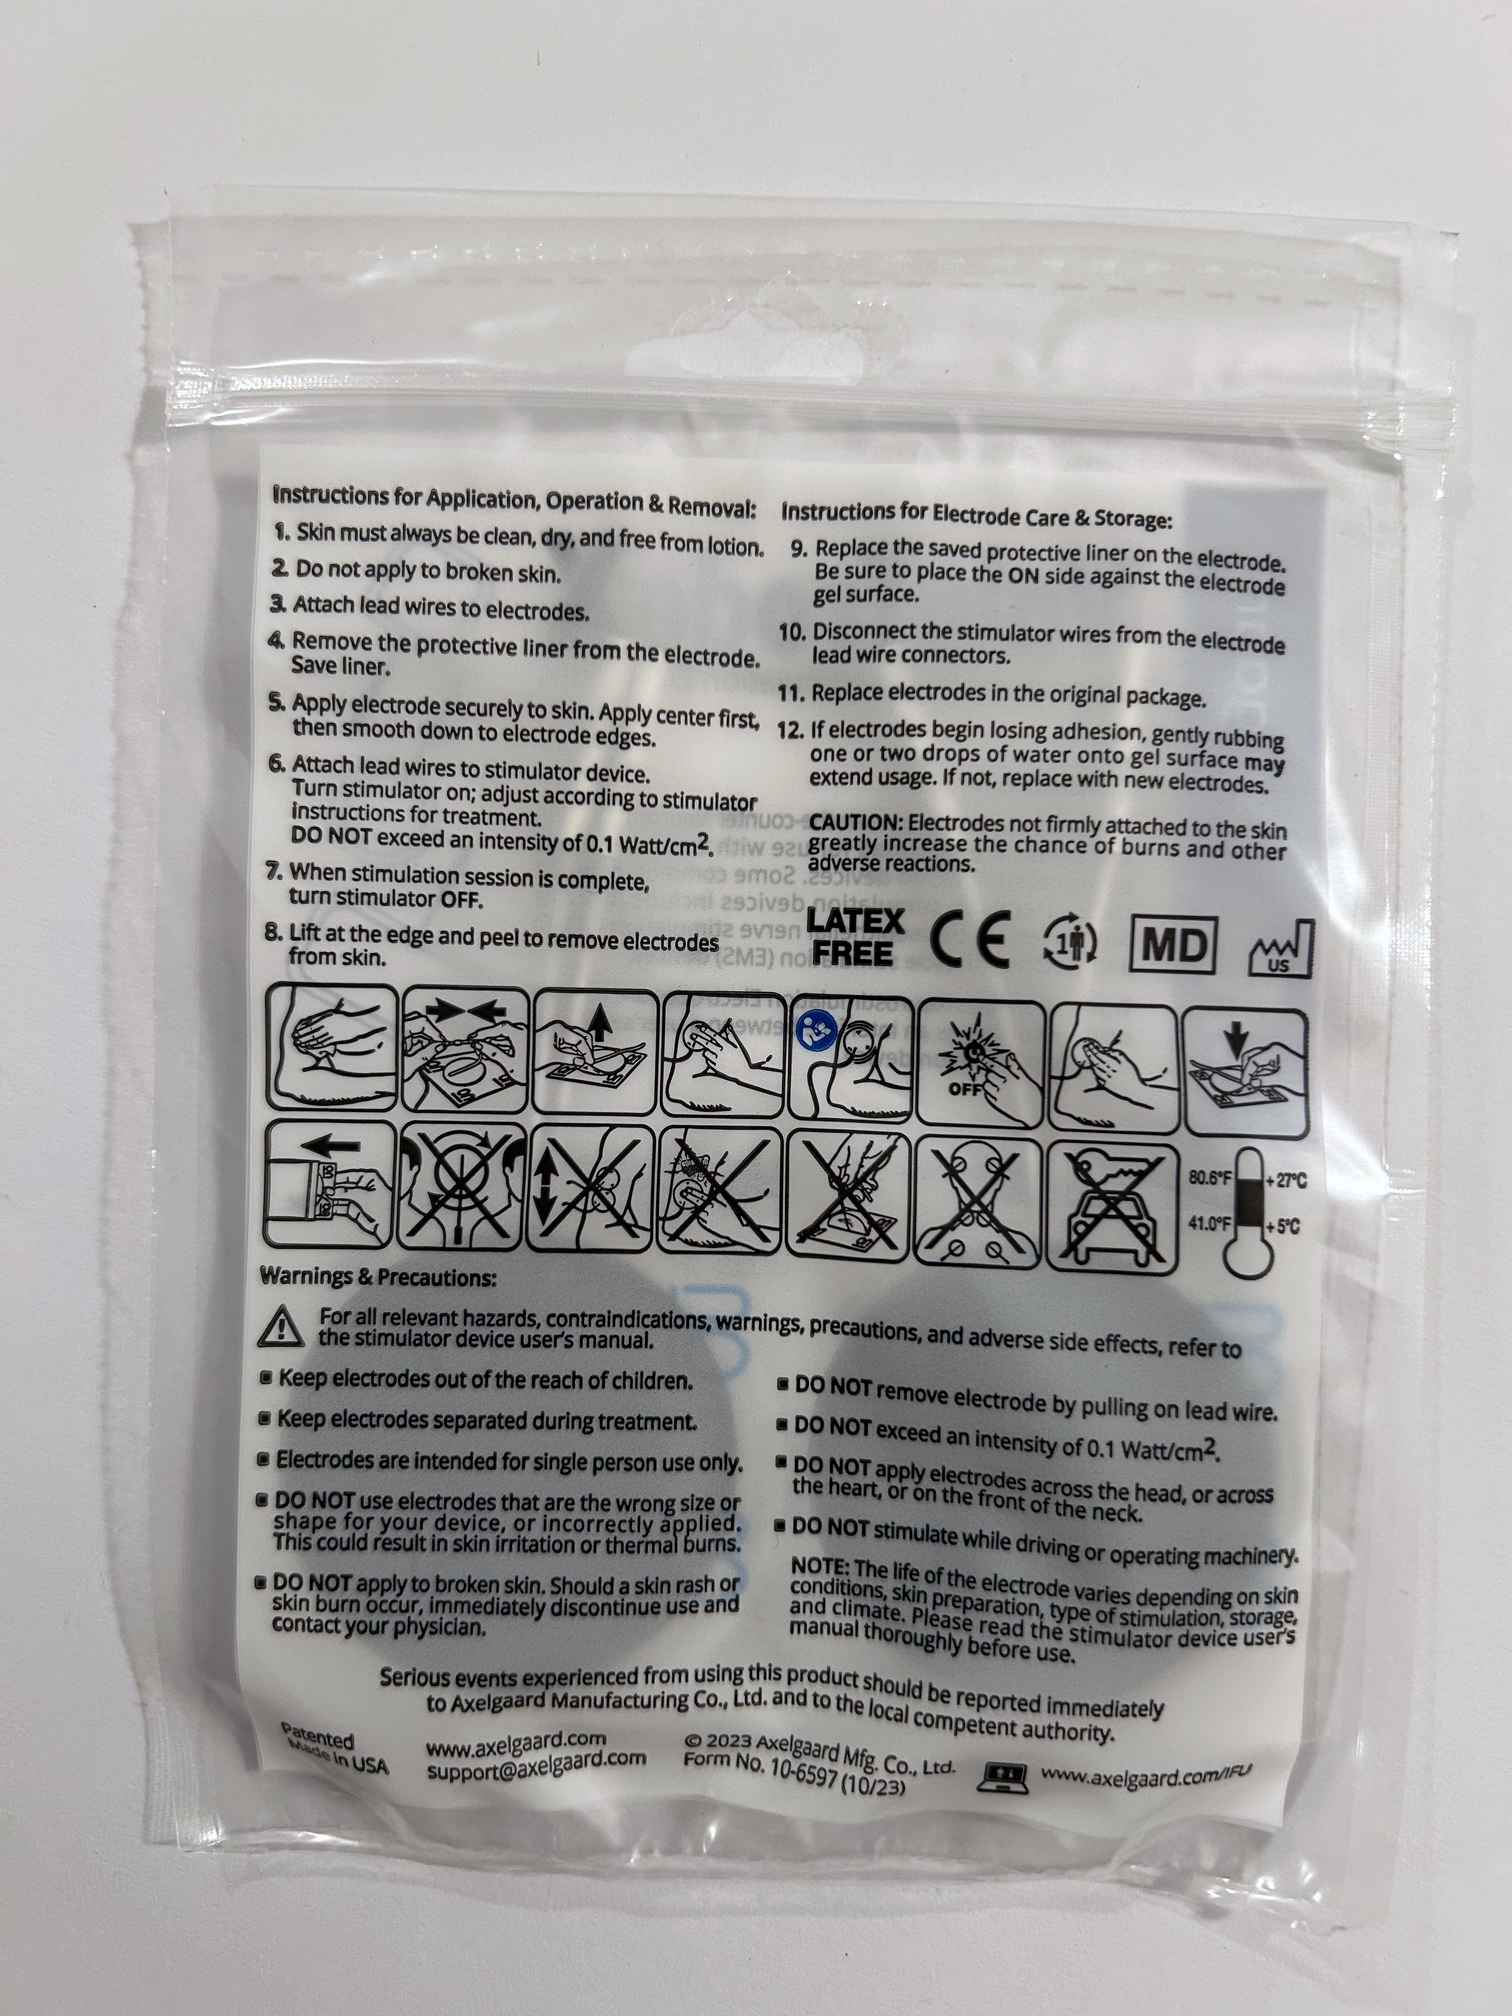 Instructions for Application, Operation & Removal:
1. Skin must always be clean, dry, and free from lotion.
2. Do not apply to broken skin.
3. Attach lead wires to electrodes.
4. Remove the protective liner from the electrode.
Save liner.
5. Apply electrode securely to skin. Apply center first,
then smooth down to electrode edges.
6. Attach lead wires to stimulator device.
Turn stimulator on; adjust according to stimulator
instructions for treatment.
DO NOT exceed an intensity of 0.1 Watt/cm².
7. When stimulation session is complete,
turn stimulator OFF.
8. Lift at the edge and peel to remove electrodes
from skin.
Instructions for Electrode Care & Storage:
9. Replace the saved protective liner on the electrode.
Be sure to place the ON side against the electrode
gel surface.
10. Disconnect the stimulator wires from the electrode
lead wire connectors.
11. Replace electrodes in the original package.
12. If electrodes begin losing adhesion, gently rubbing
one or two drops of water onto gel surface may
extend usage. If not, replace with new electrodes.
CAUTION: Electrodes not firmly attached to the skin
greatly increase the chance of burns and other
adverse reactions.
LATEX
FREE
CE
1
MD
US
OFF
80.6°F +27°C
41.0°F +5°C
Warnings & Precautions:
For all relevant hazards, contraindications, warnings, precautions, and adverse side effects, refer to
the stimulator device user's manual.
Keep electrodes out of the reach of children.
Keep electrodes separated during treatment.
Electrodes are intended for single person use only.
DO NOT use electrodes that are the wrong size or
shape for your device, or incorrectly applied.
This could result in skin irritation or thermal burns.
DO NOT apply to broken skin. Should a skin rash or
skin burn occur, immediately discontinue use and
contact your physician.
DO NOT remove electrode by pulling on lead wire.
DO NOT exceed an intensity of 0.1 Watt/cm².
DO NOT apply electrodes across the head, or across
the heart, or on the front of the neck.
DO NOT stimulate while driving or operating machinery.
NOTE: The life of the electrode varies depending on skin
conditions, skin preparation, type of stimulation, storage,
and climate. Please read the stimulator device user's
manual thoroughly before use.
Serious events experienced from using this product should be reported immediately
to Axelgaard Manufacturing Co., Ltd. and to the local competent authority.
Patented
Made in USA
www.axelgaard.com
support@axelgaard.com
© 2023 Axelgaard Mfg. Co., Ltd.
Form No. 10-6597 (10/23)
www.axelgaard.com/IFU